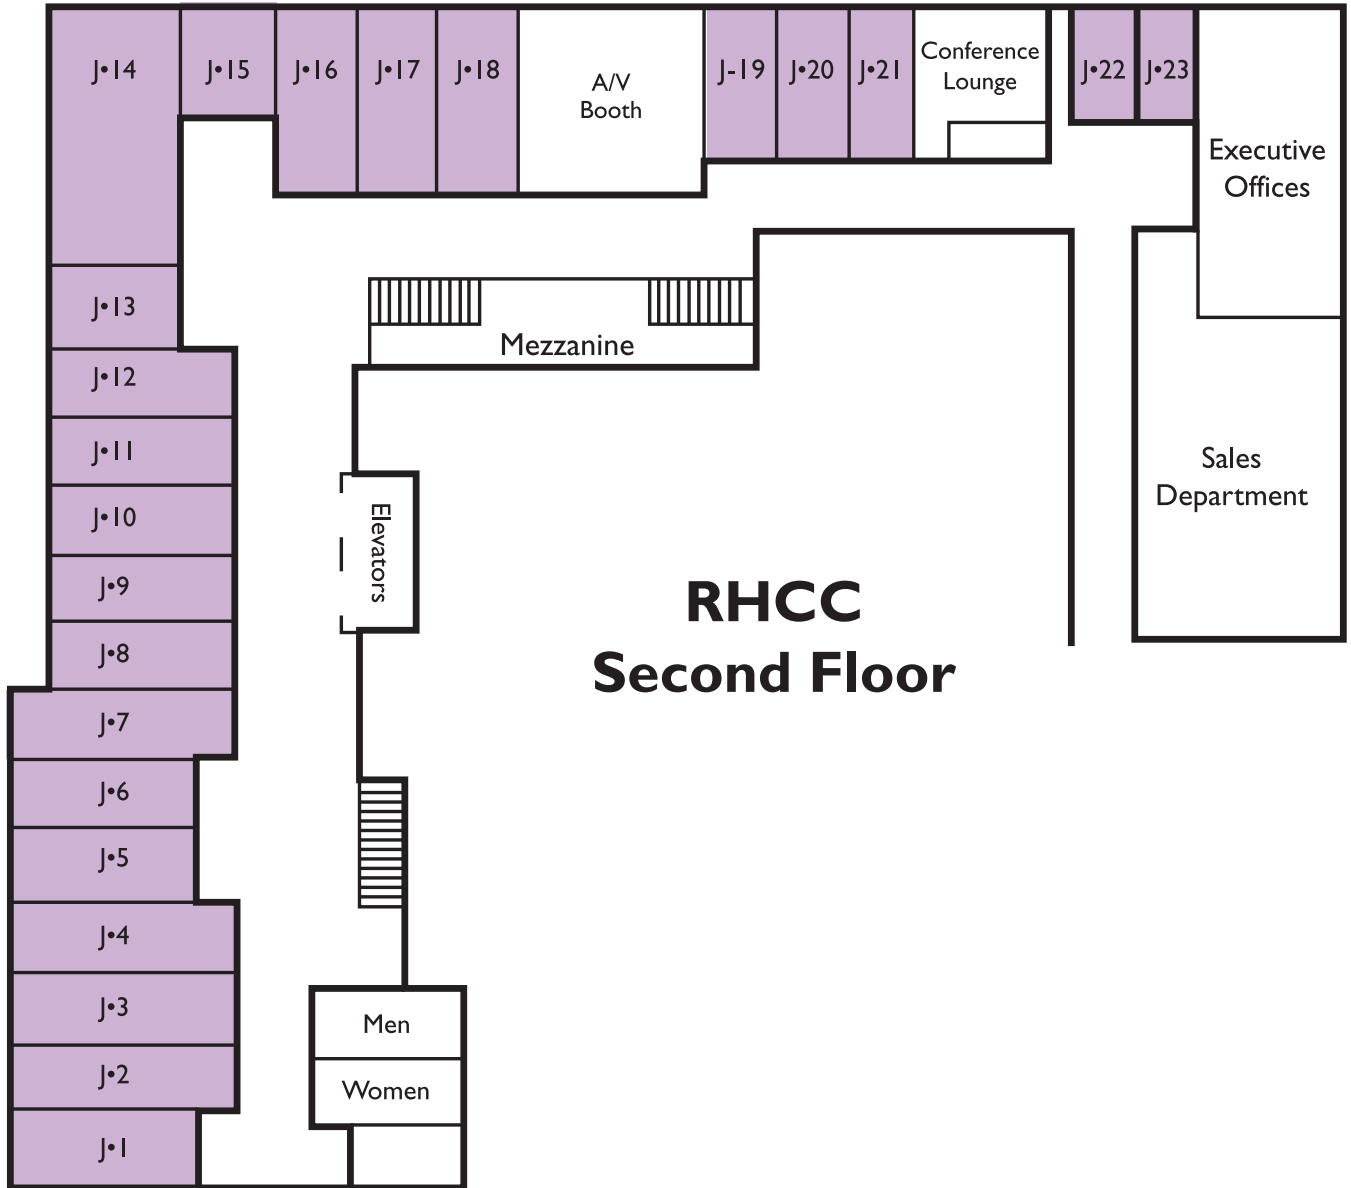 J•14
J•15
J•16
J•17
J•18
A/V
Booth
J-19
J•20
J•21
Conference
Lounge
J•22
J•23
Executive
Offices
J•13
Mezzanine
J•12
J•11
J•10
J•9
J•8
J•7
J•6
J•5
J•4
J•3
J•2
J•1
Elevators
Sales
Department
RHCC
Second Floor
Men
Women